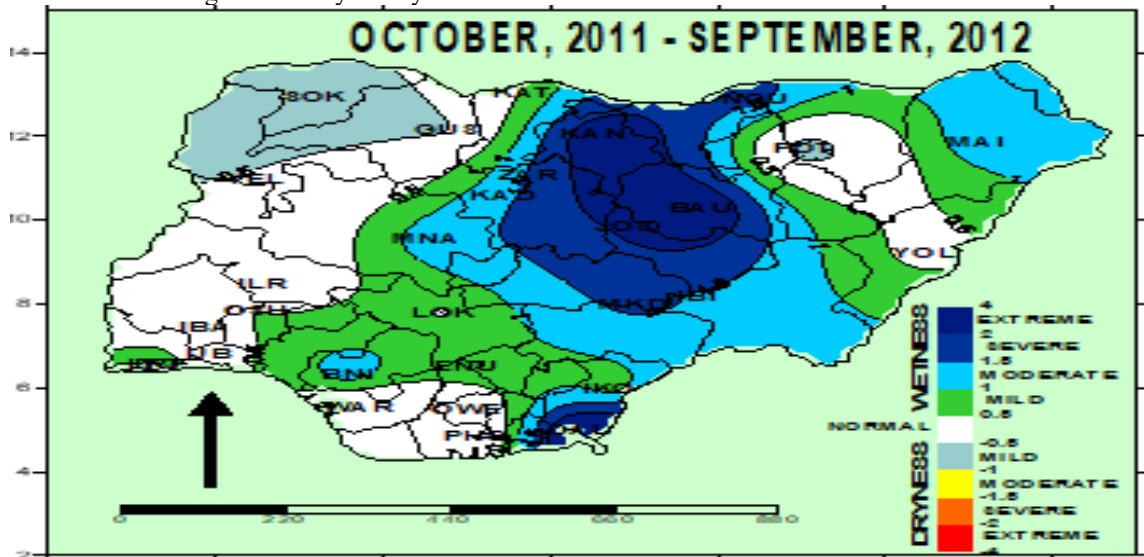 OCTOBER, 2011 - SEPTEMBER, 2012
14
12
10
8
6
4
2
SOK
KAT
GUS
KAN
NGU
POT
MAI
YEL
ZAR
KAD
JOS
BAU
MNA
YOL
ILR
OSH
LOK
MKD
IBI
IBA
IJB
BNI
ENU
WAR
OWE
0
220
440
660
880
WETNESS
4
EXTREME
2
SEVERE
1.5
MODERATE
1
MILD
0.5
NORMAL
-0.5
MILD
-1
MODERATE
-1.5
SEVERE
-2
EXTREME
-4
DRYNESS